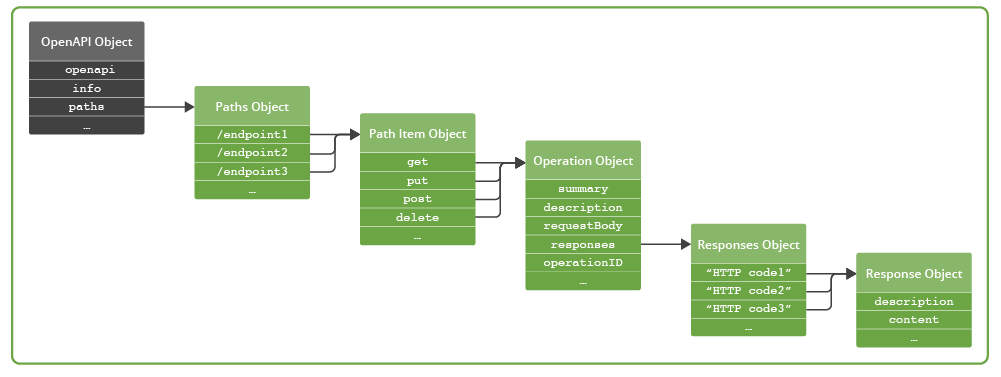 OpenAPI Object
openapi
info
paths
…
Paths Object
/endpoint1
/endpoint2
/endpoint3
…
Path Item Object
get
put
post
delete
…
Operation Object
summary
description
requestBody
responses
operationID
…
Responses Object
“HTTP code1”
“HTTP code2”
“HTTP code3”
…
Response Object
description
content
…